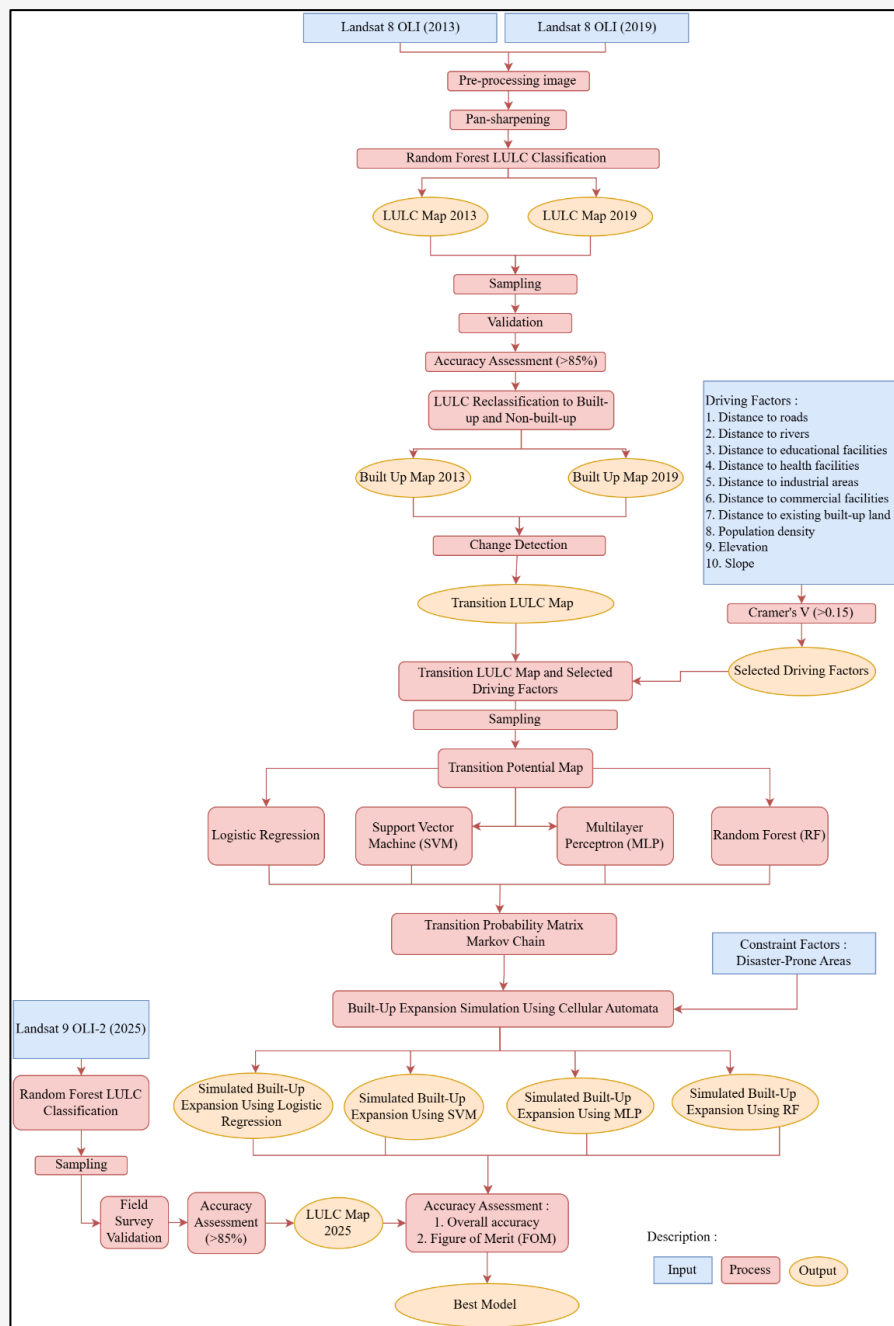 Landsat 8 OLI (2013)
Landsat 8 OLI (2019)
Pre-processing image
Pan-sharpening
Random Forest LULC Classification
LULC Map 2013
LULC Map 2019
Sampling
Validation
Accuracy Assessment (>85%)
LULC Reclassification to Built-
up and Non-built-up
Built Up Map 2013
Built Up Map 2019
Change Detection
Transition LULC Map
Driving Factors :
1. Distance to roads
2. Distance to rivers
3. Distance to educational facilities
4. Distance to health facilities
5. Distance to industrial areas
6. Distance to commercial facilities
7. Distance to existing built-up land
8. Population density
9. Elevation
10. Slope
Cramer's V (>0.15)
Selected Driving Factors
Transition LULC Map and Selected
Driving Factors
Sampling
Transition Potential Map
Logistic Regression
Support Vector
Machine (SVM)
Multilayer
Perceptron (MLP)
Random Forest (RF)
Transition Probability Matrix
Markov Chain
Constraint Factors :
Disaster-Prone Areas
Built-Up Expansion Simulation Using Cellular Automata
Simulated Built-Up
Expansion Using Logistic
Regression
Simulated Built-Up
Expansion Using SVM
Simulated Built-Up
Expansion Using MLP
Simulated Built-Up
Expansion Using RF
Landsat 9 OLI-2 (2025)
Random Forest LULC
Classification
Sampling
Field
Survey
Validation
Accuracy
Assessment
(>85%)
LULC Map
2025
Accuracy Assessment :
1. Overall accuracy
2. Figure of Merit (FOM)
Best Model
Description :
Input
Process
Output